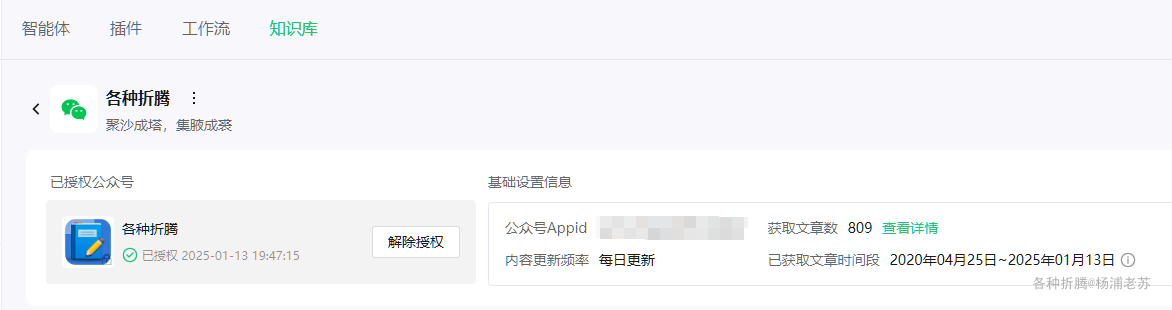 智能体 插件 工作流 知识库
各种折腾
聚沙成塔，集腋成裘
已授权公众号
各种折腾
已授权 2025-01-13 19:47:15
解除授权
基础设置信息
公众号Appid
获取文章数 809 查看详情
内容更新频率 每日更新
已获取文章时间段 2020年04月25日~2025年01月13日
各种折腾@杨浦老苏